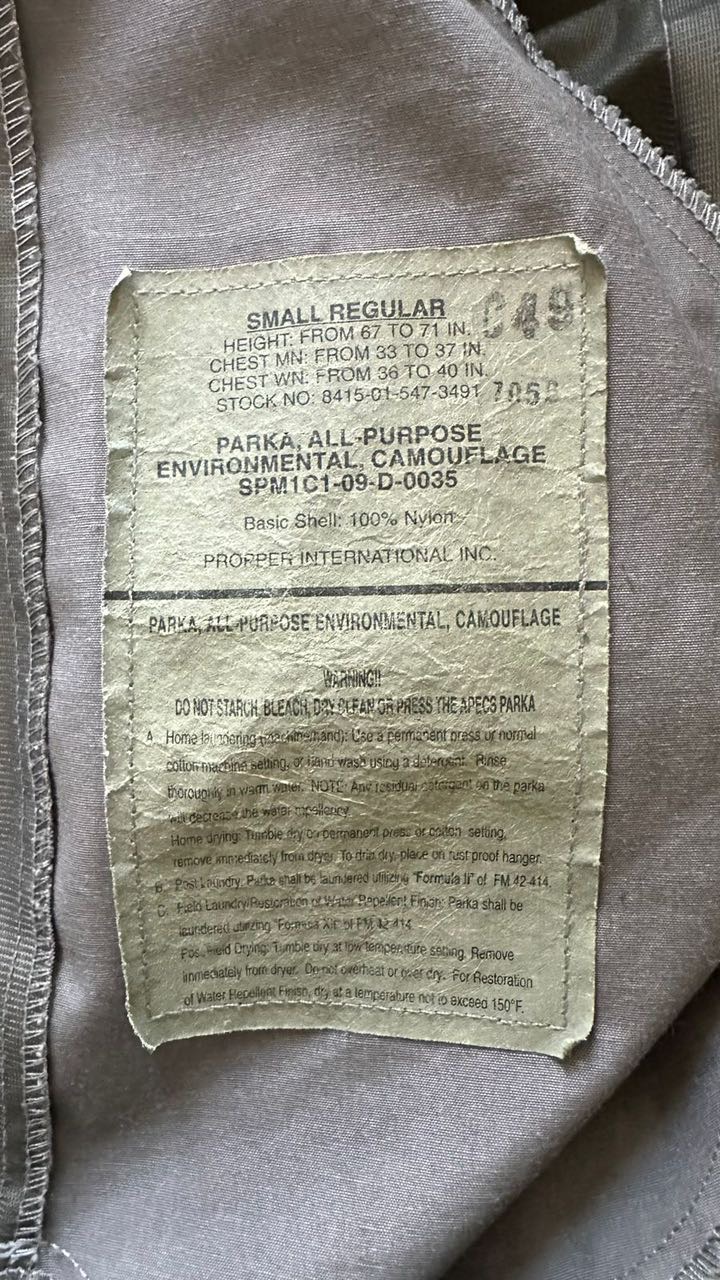 SMALL REGULAR
C49
HEIGHT: FROM 67 TO 71 IN.
CHEST MN: FROM 33 TO 37 IN.
CHEST WN: FROM 36 TO 40 IN.
STOCK NO: 8415-01-547-3491
PARKA, ALL-PURPOSE
ENVIRONMENTAL, CAMOUFLAGE
SPM1C1-09-D-0035
Basic Shell: 100% Nylon
PROPPER INTERNATIONAL INC.
PARKA, ALL-PURPOSE ENVIRONMENTAL, CAMOUFLAGE
WARNING!!
DO NOT STARCH, BLEACH, DRY CLEAN OR PRESS THE APECS PARKA
A. Home laundering (machine/hand): Use a permanent press or normal
cotton machine setting, or hand wash using a detergent. Rinse
thoroughly in warm water. NOTE: Any residual detergent on the parka
will decrease the water repellency.
Home drying: Tumble dry on permanent press or cotton setting,
remove immediately from dryer. To drip dry, place on rust proof hanger.
B. Post Laundry: Parka shall be laundered utilizing "Formula II" of FM 42-414.
C. Field Laundry/Restoration of Water Repellent Finish: Parka shall be
laundered utilizing "Formula XII" of FM 42-414
Post/Field Drying: Tumble dry at low temperature setting. Remove
immediately from dryer. Do not overheat or over dry. For Restoration
of Water Repellent Finish, dry at a temperature not to exceed 150°F.